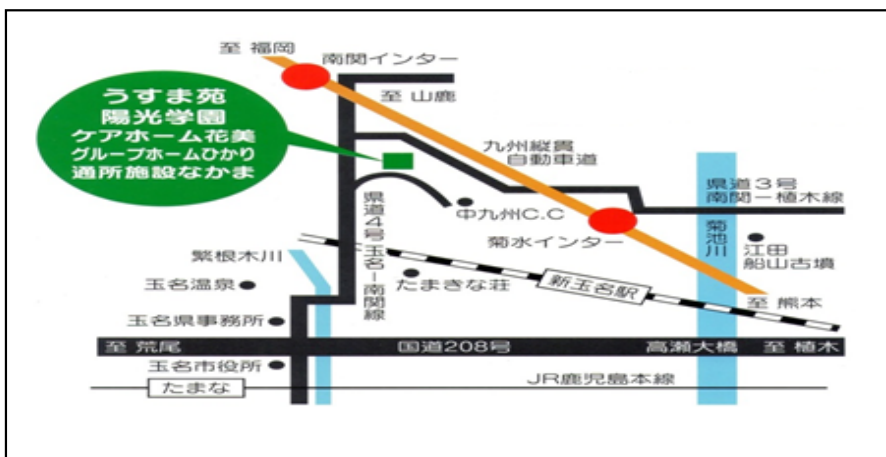 至 福岡
南関インター
至 山鹿
うすま苑
陽光学園
ケアホーム花美
グループホームひかり
通所施設なかま
九州縦貫
自動車道
県道3号
南関ー植木線
中九州C.C
菊水インター
菊池川
江田
船山古墳
県道4号 玉名ー南関線
繁根木川
玉名温泉
たまきな荘
新玉名駅
至 熊本
玉名県事務所
至 荒尾
国道208号
高瀬大橋
至 植木
玉名市役所
たまな
JR鹿児島本線